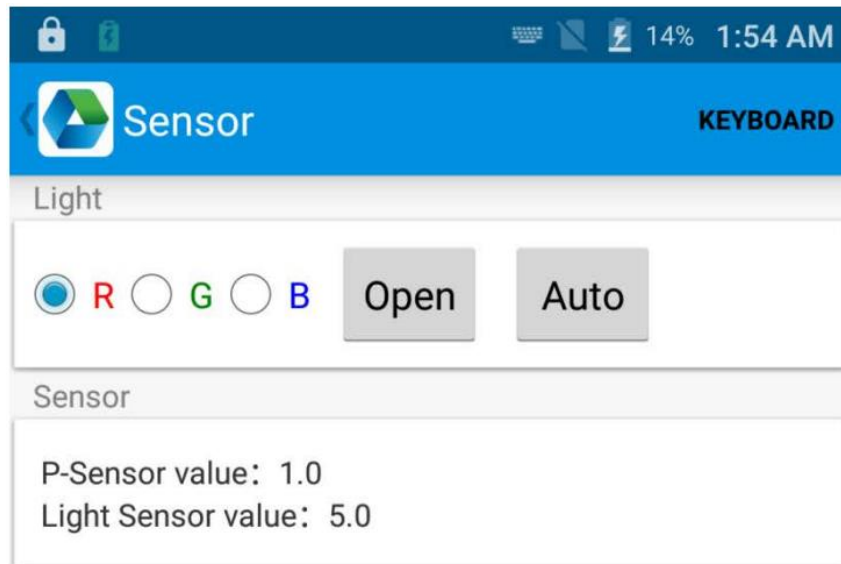 14% 1:54 AM
Sensor KEYBOARD
Light
R G B Open Auto
Sensor
P-Sensor value：1.0
Light Sensor value：5.0